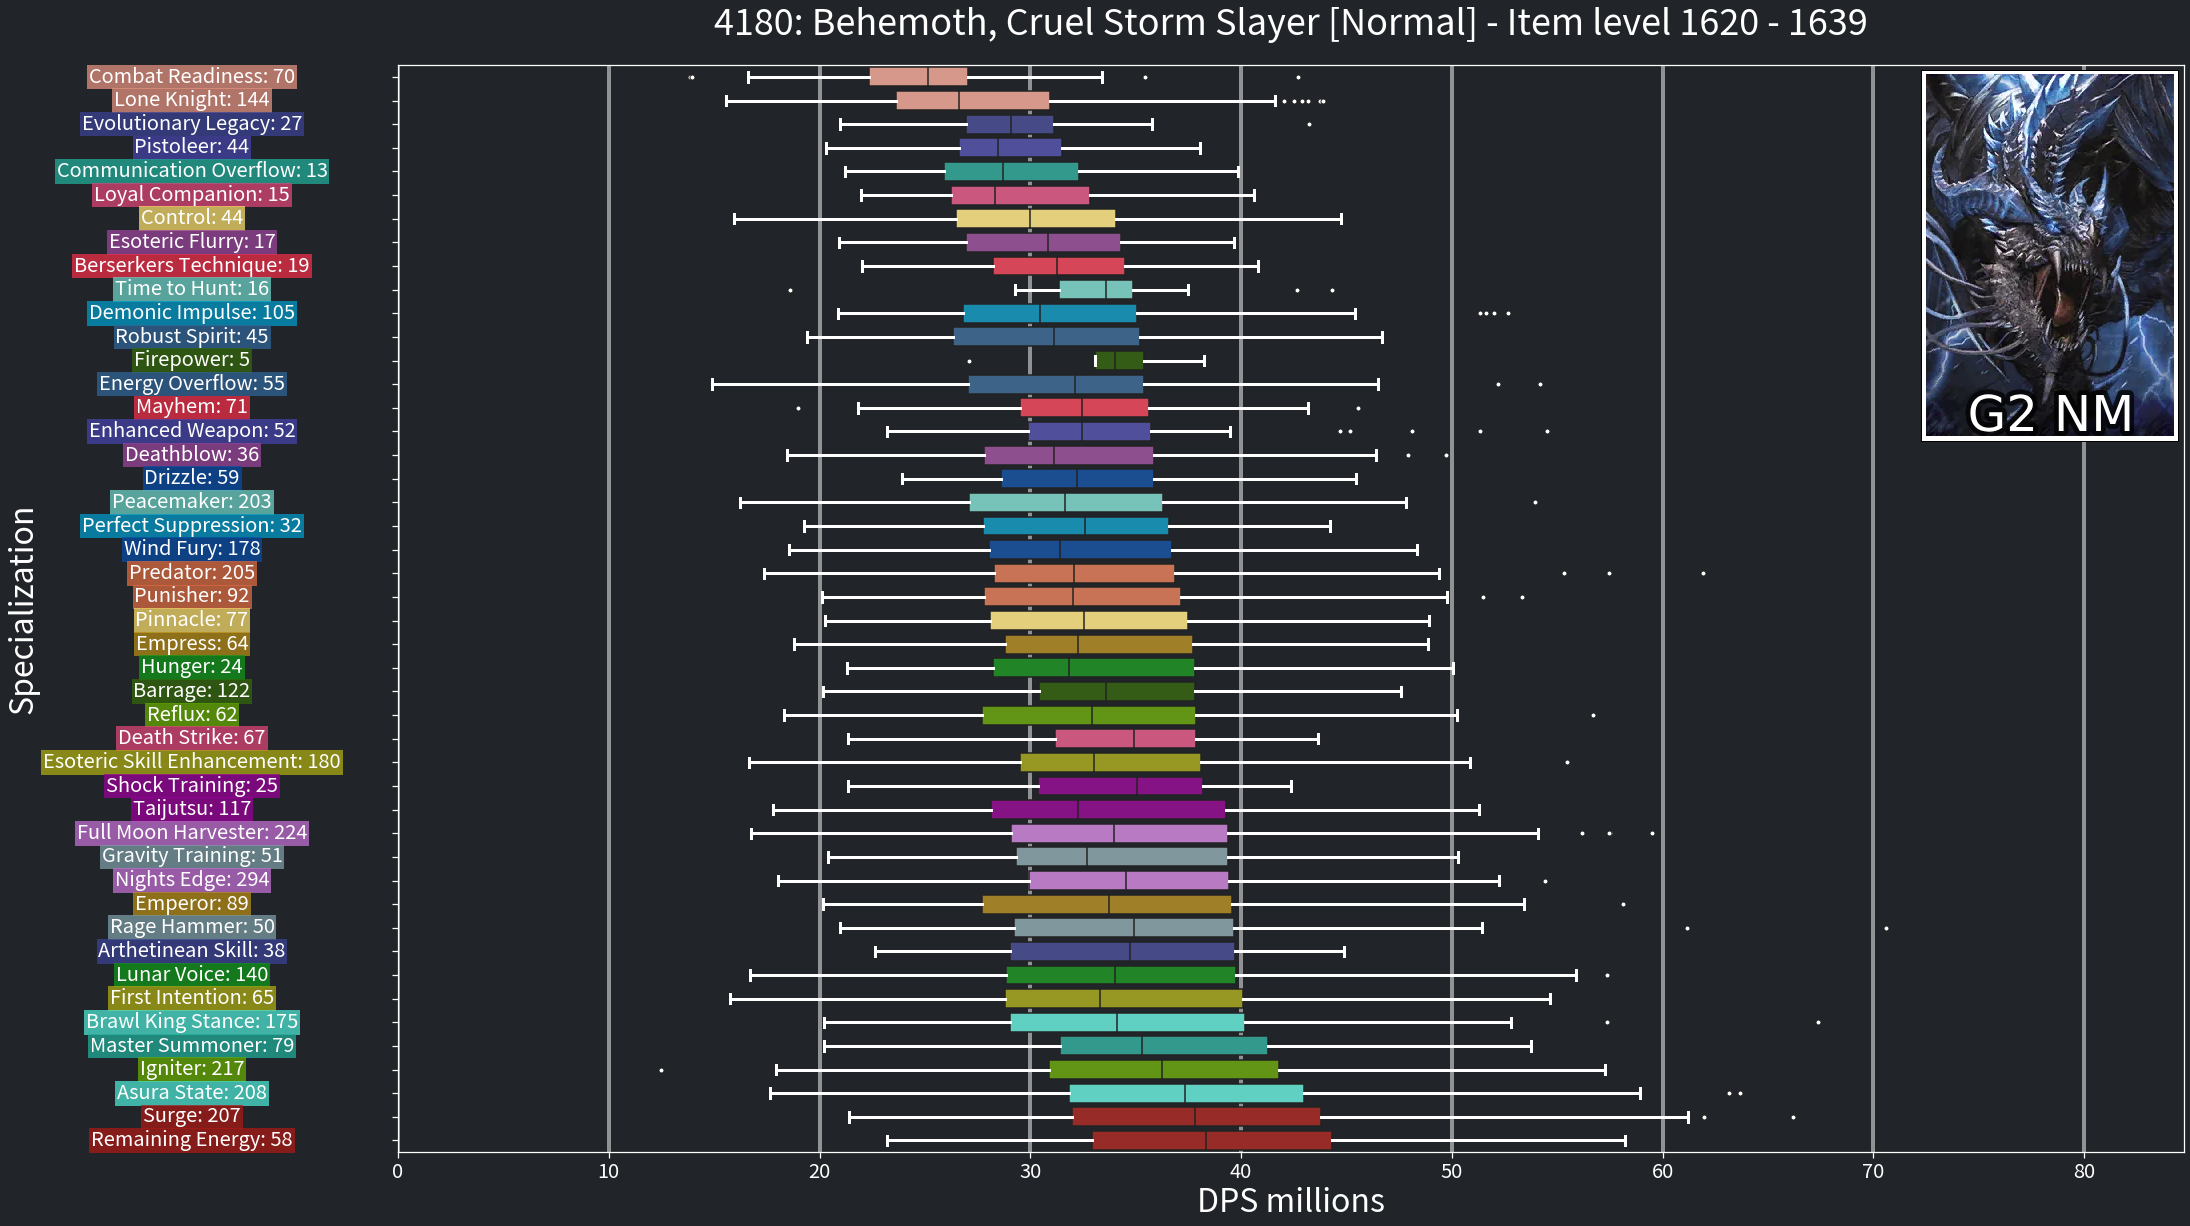 4180: Behemoth, Cruel Storm Slayer [Normal] - Item level 1620 - 1639
Combat Readiness: 70
Lone Knight: 144
Evolutionary Legacy: 27
Pistoleer: 44
Communication Overflow: 13
Loyal Companion: 15
Control: 44
Esoteric Flurry: 17
Berserkers Technique: 19
Time to Hunt: 16
Demonic Impulse: 105
Robust Spirit: 45
Firepower: 5
Energy Overflow: 55
Mayhem: 71
Enhanced Weapon: 52
Deathblow: 36
Drizzle: 59
Peacemaker: 203
Perfect Suppression: 32
Wind Fury: 178
Predator: 205
Punisher: 92
Pinnacle: 77
Empress: 64
Hunger: 24
Barrage: 122
Reflux: 62
Death Strike: 67
Esoteric Skill Enhancement: 180
Shock Training: 25
Taijutsu: 117
Full Moon Harvester: 224
Gravity Training: 51
Nights Edge: 294
Emperor: 89
Rage Hammer: 50
Arthetinean Skill: 38
Lunar Voice: 140
First Intention: 65
Brawl King Stance: 175
Master Summoner: 79
Igniter: 217
Asura State: 208
Surge: 207
Remaining Energy: 58
Specialization
G2 NM
0 10 20 30 40 50 60 70 80
DPS millions